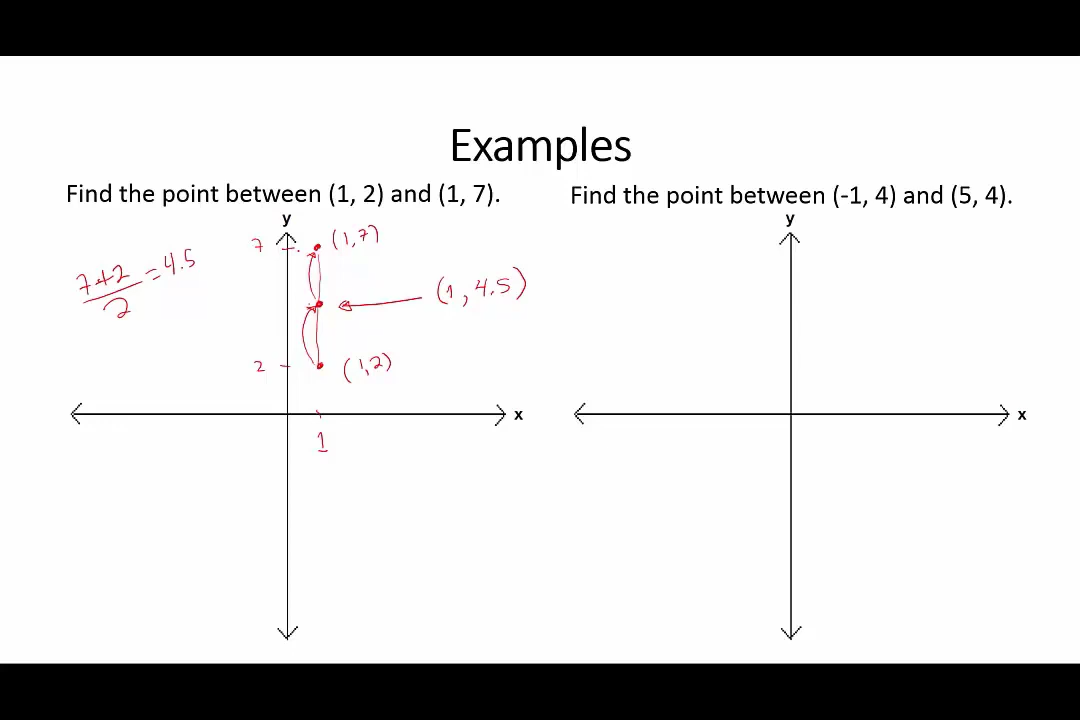 Examples
Find the point between (1, 2) and (1, 7).
y
7
(1,7)
7+2/2 = 4.5
(1, 4.5)
2
(1,2)
x
1
Find the point between (-1, 4) and (5, 4).
y
x